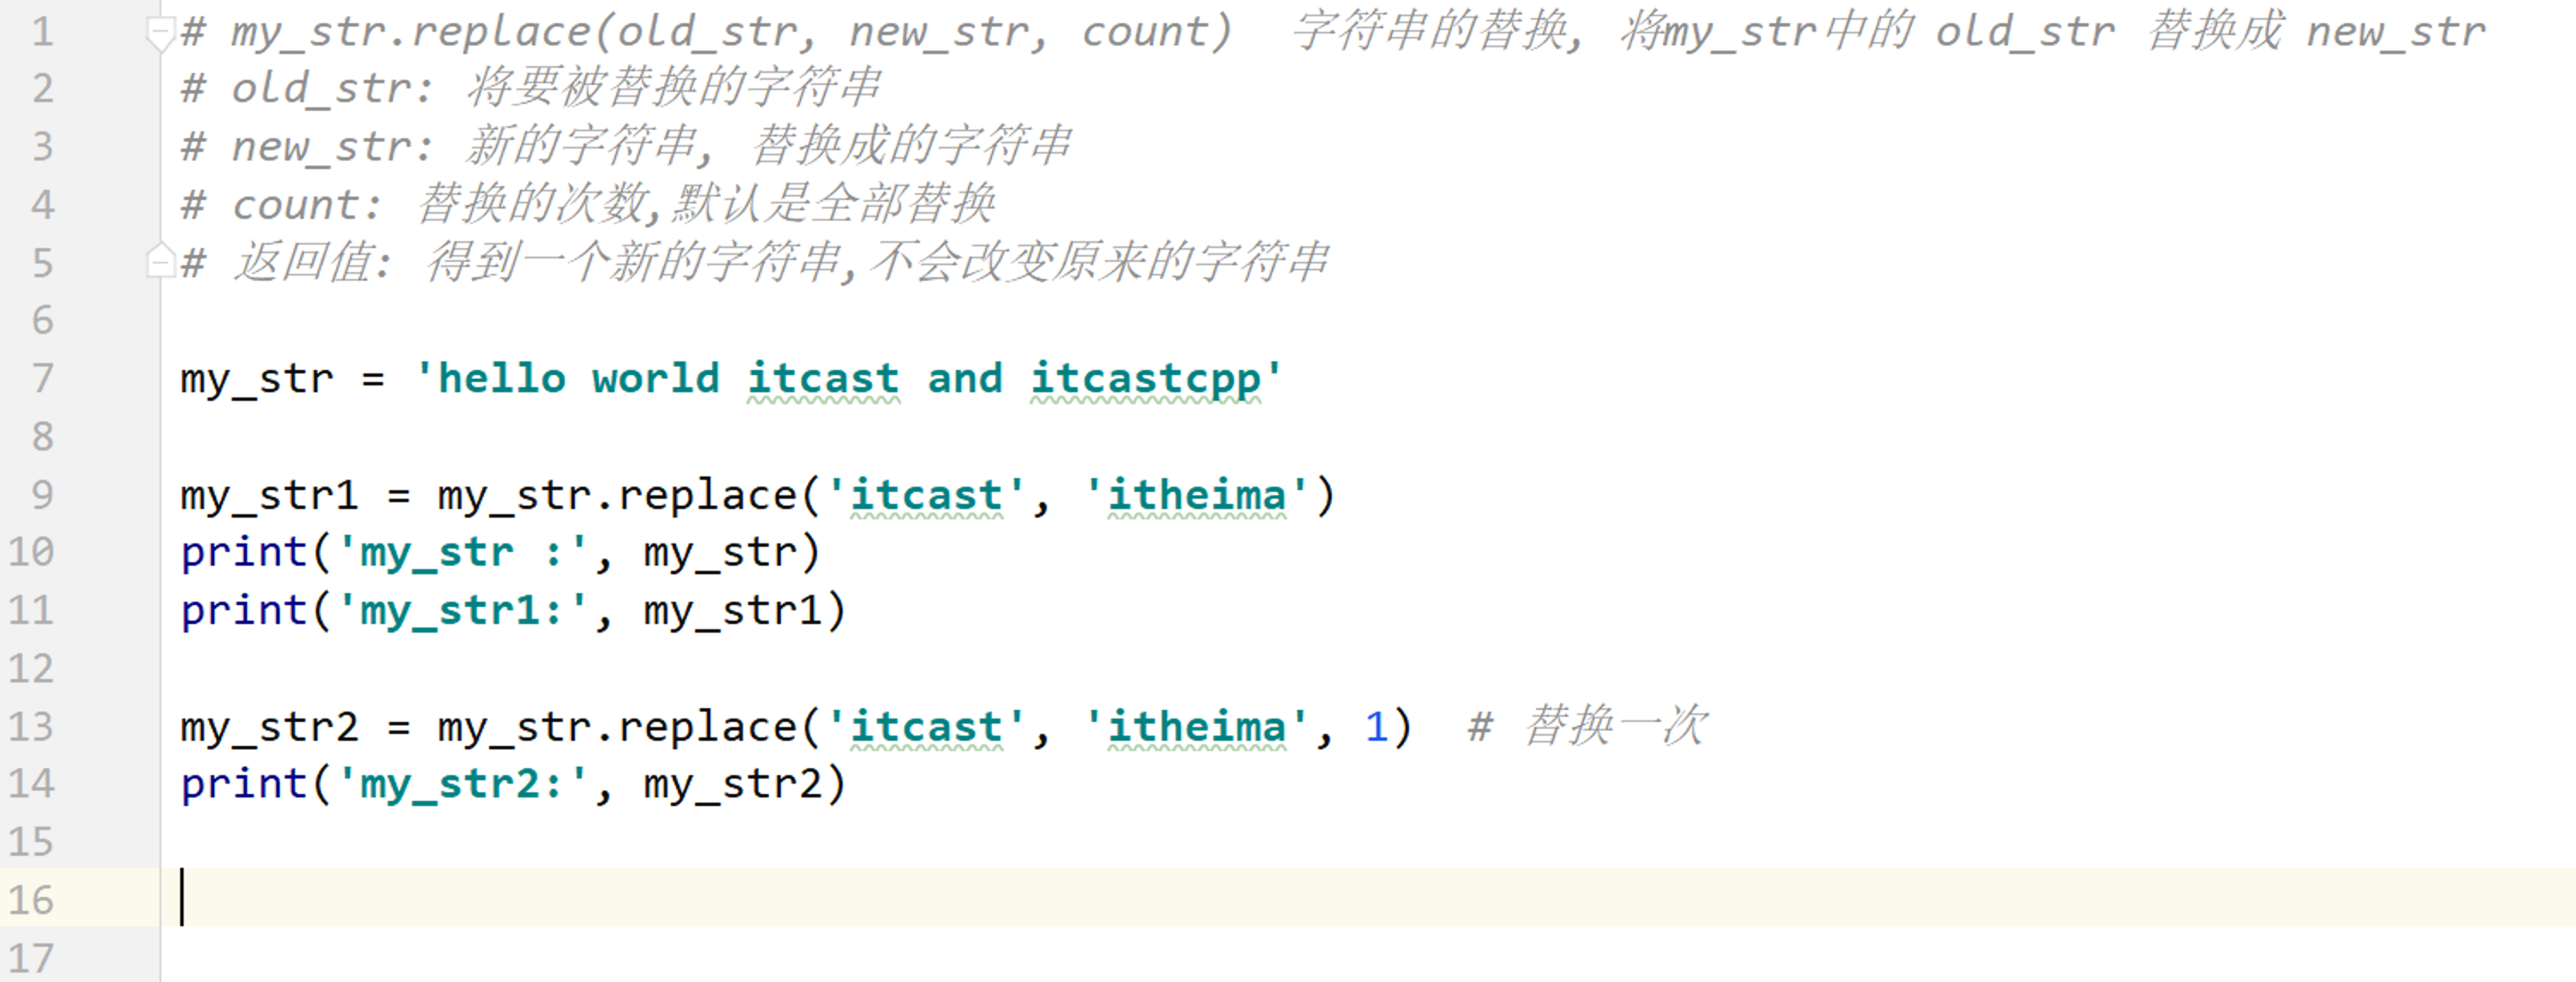 1 # my_str.replace(old_str, new_str, count)  字符串的替换, 将my_str中的 old_str 替换成 new_str
2 # old_str: 将要被替换的字符串
3 # new_str: 新的字符串, 替换成的字符串
4 # count: 替换的次数,默认是全部替换
5 # 返回值: 得到一个新的字符串,不会改变原来的字符串
6
7 my_str = 'hello world itcast and itcastcpp'
8
9 my_str1 = my_str.replace('itcast', 'itheima')
10 print('my_str :', my_str)
11 print('my_str1:', my_str1)
12
13 my_str2 = my_str.replace('itcast', 'itheima', 1)  # 替换一次
14 print('my_str2:', my_str2)
15
16
17